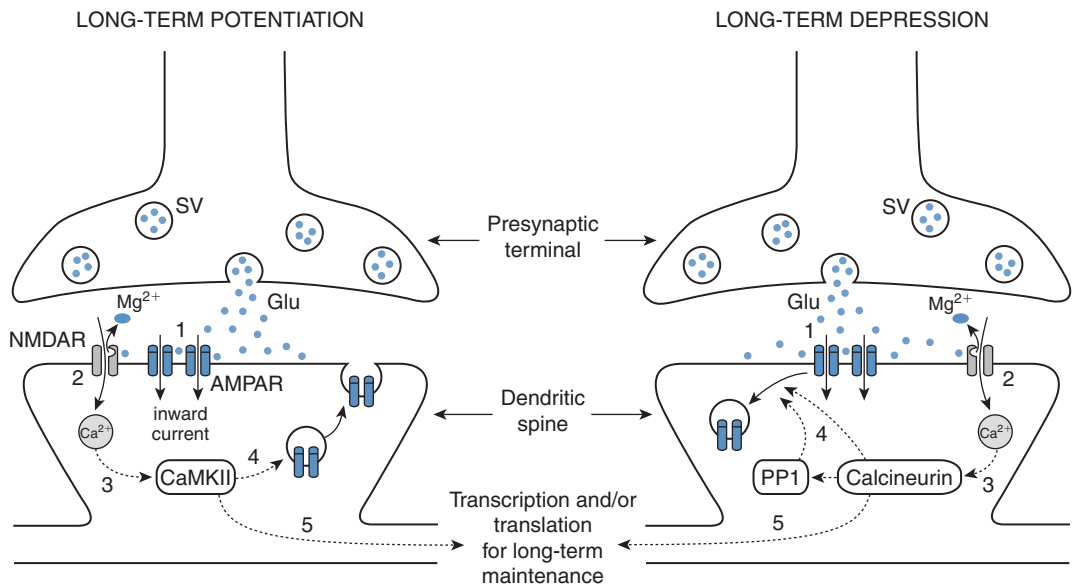 LONG-TERM POTENTIATION
SV
Mg2+
Glu
NMDAR
1
2
AMPAR
inward
current
Ca2+
3
CaMKII
4
5
Presynaptic
terminal
Dendritic
spine
Transcription and/or
translation
for long-term
maintenance
LONG-TERM DEPRESSION
SV
Glu
Mg2+
1
2
Ca2+
4
PP1
Calcineurin
3
5